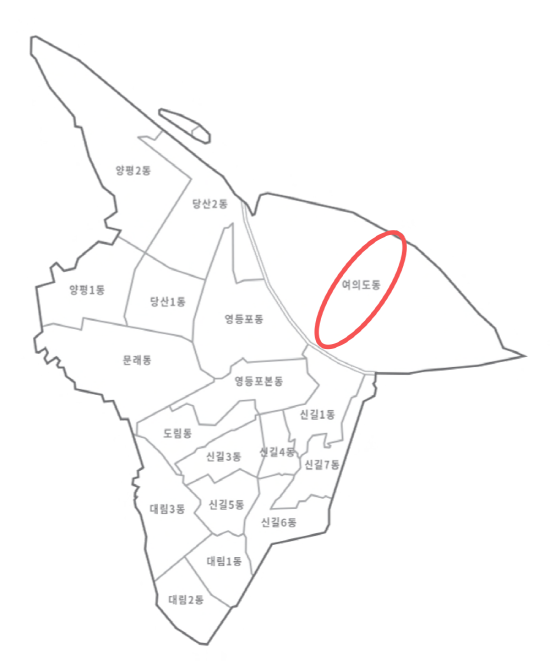 양평2동
당산2동
여의도동
양평1동
당산1동
영등포동
문래동
영등포본동
신길1동
도림동
신길3동
신길4동
신길7동
대림3동
신길5동
신길6동
대림1동
대림2동